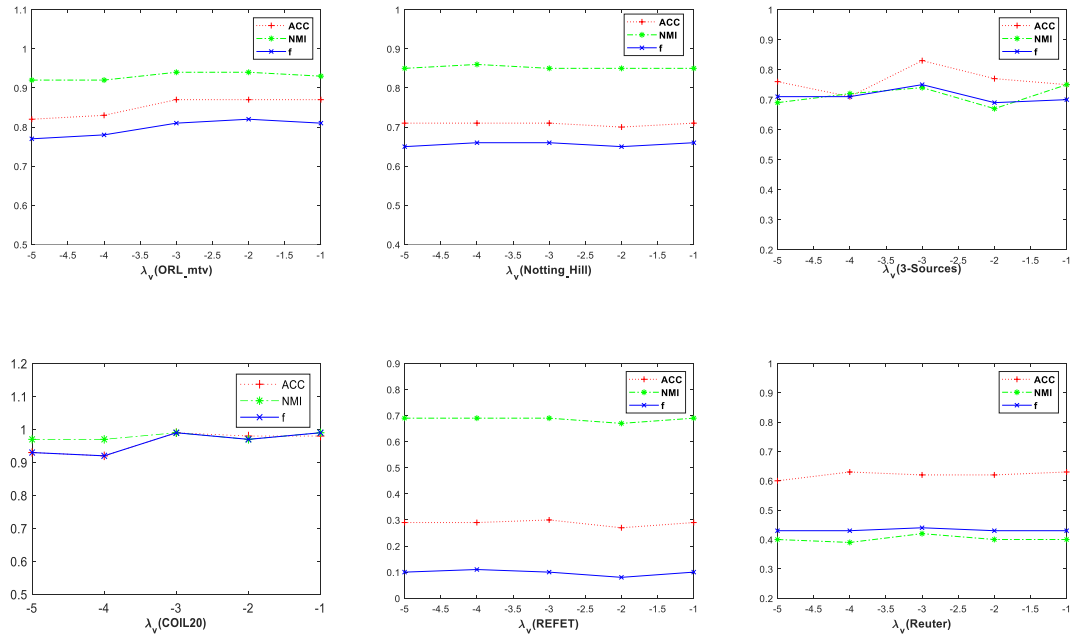 1.1
1
0.9
0.8
0.7
0.6
0.5
0.4
-5 -4 -3.5 -3 -2.5 -2 -1.5 -1
λv(ORL_mtv)
ACC
NMI
f
1
0.9
0.8
0.7
0.6
0.5
0.4
-5 -4 -3.5 -3 -2.5 -2 -1.5 -1
λv(Notting_Hill)
ACC
NMI
f
1
0.9
0.8
0.7
0.6
0.5
0.4
0.3
0.2
-5 -4 -3.5 -3 -2.5 -2 -1.5 -1
λv(3-Sources)
ACC
NMI
f
1.2
1.1
1
0.9
0.8
0.7
0.6
0.5
-5 -4 -3 -2 -1
λv(COIL20)
ACC
NMI
f
0.9
0.8
0.7
0.6
0.5
0.4
0.3
0.2
0.1
0
-5 -4 -3.5 -3 -2.5 -2 -1.5 -1
λv(REFET)
ACC
NMI
f
1
0.9
0.8
0.7
0.6
0.5
0.4
0.3
0.2
-5 -4 -3.5 -3 -2.5 -2 -1.5 -1
λv(Reuter)
ACC
NMI
f